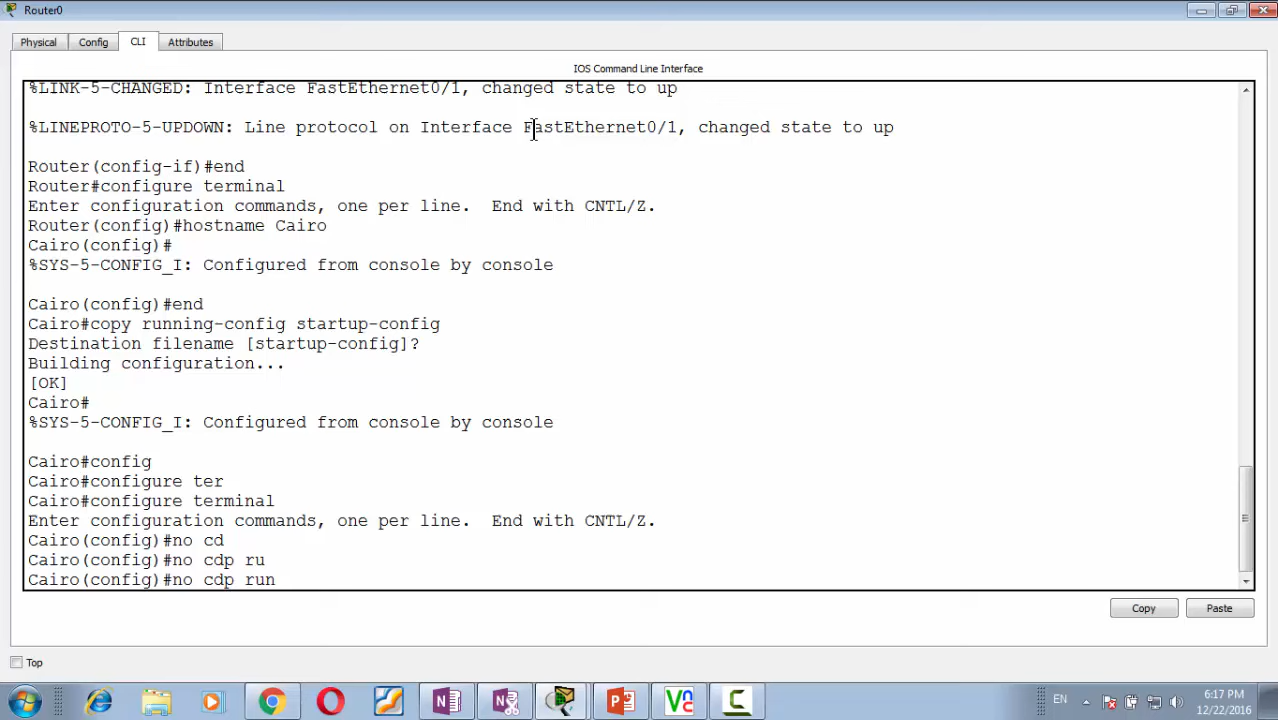 Router0
Physical Config CLI Attributes
IOS Command Line Interface
%LINK-5-CHANGED: Interface FastEthernet0/1, changed state to up
%LINEPROTO-5-UPDOWN: Line protocol on Interface FastEthernet0/1, changed state to up
Router(config-if)#end
Router#configure terminal
Enter configuration commands, one per line.  End with CNTL/Z.
Router(config)#hostname Cairo
Cairo(config)#
%SYS-5-CONFIG_I: Configured from console by console
Cairo(config)#end
Cairo#copy running-config startup-config
Destination filename [startup-config]?
Building configuration...
[OK]
Cairo#
%SYS-5-CONFIG_I: Configured from console by console
Cairo#config
Cairo#configure ter
Cairo#configure terminal
Enter configuration commands, one per line.  End with CNTL/Z.
Cairo(config)#no cd
Cairo(config)#no cdp ru
Cairo(config)#no cdp run
Copy Paste
Top
EN
6:17 PM
12/22/2016